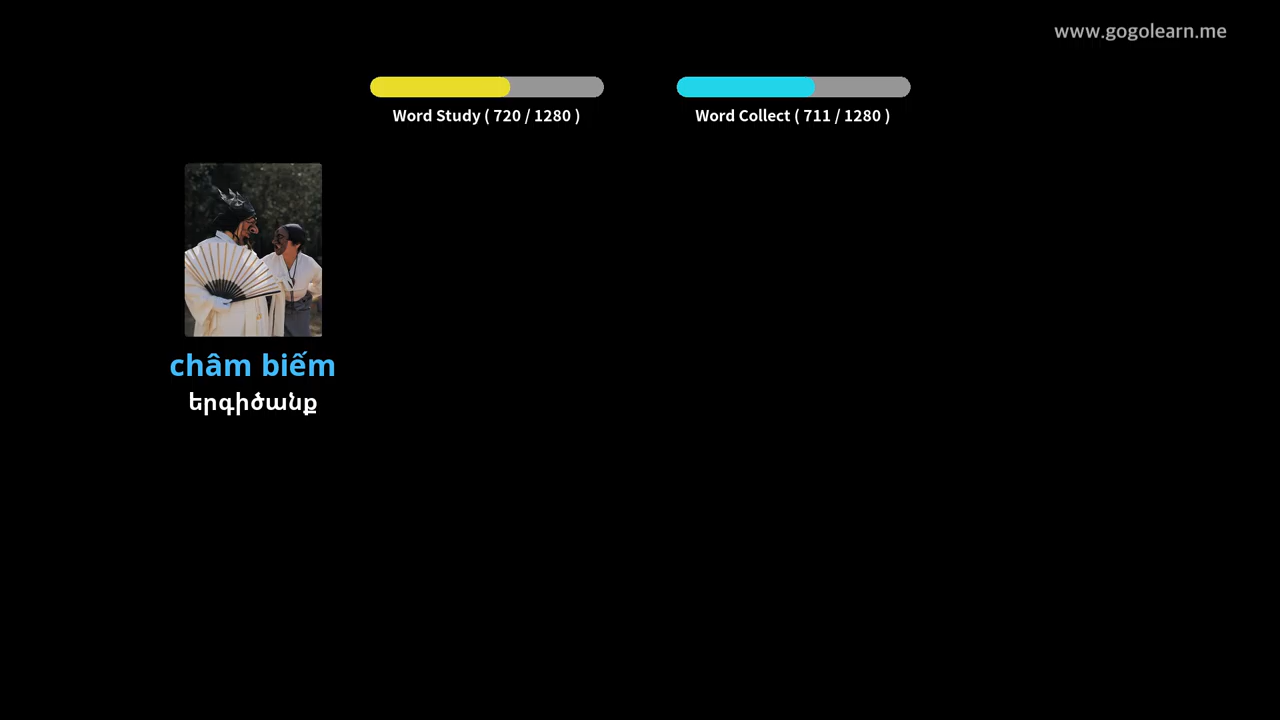 www.gogolearn.me
Word Study ( 720 / 1280 )
Word Collect ( 711 / 1280 )
châm biếm
երգիծանք